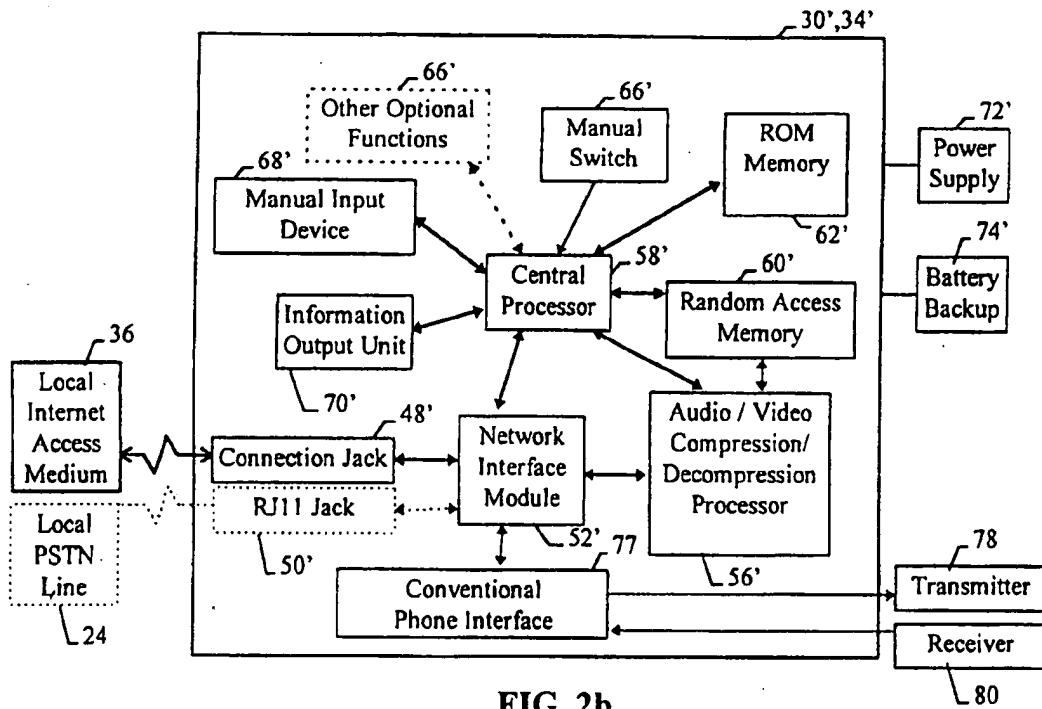 30',34'
66'
Other Optional
Functions
66'
Manual
Switch
ROM
Memory
62'
72'
Power
Supply
68'
Manual Input
Device
58'
Central
Processor
60'
Random Access
Memory
74'
Battery
Backup
Information
Output Unit
70'
36
Local
Internet
Access
Medium
48'
Connection Jack
RJ11 Jack
50'
Network
Interface
Module
52'
Audio / Video
Compression/
Decompression
Processor
56'
Local
PSTN
Line
24
77
Conventional
Phone Interface
78
Transmitter
Receiver
80
FIG. 2b